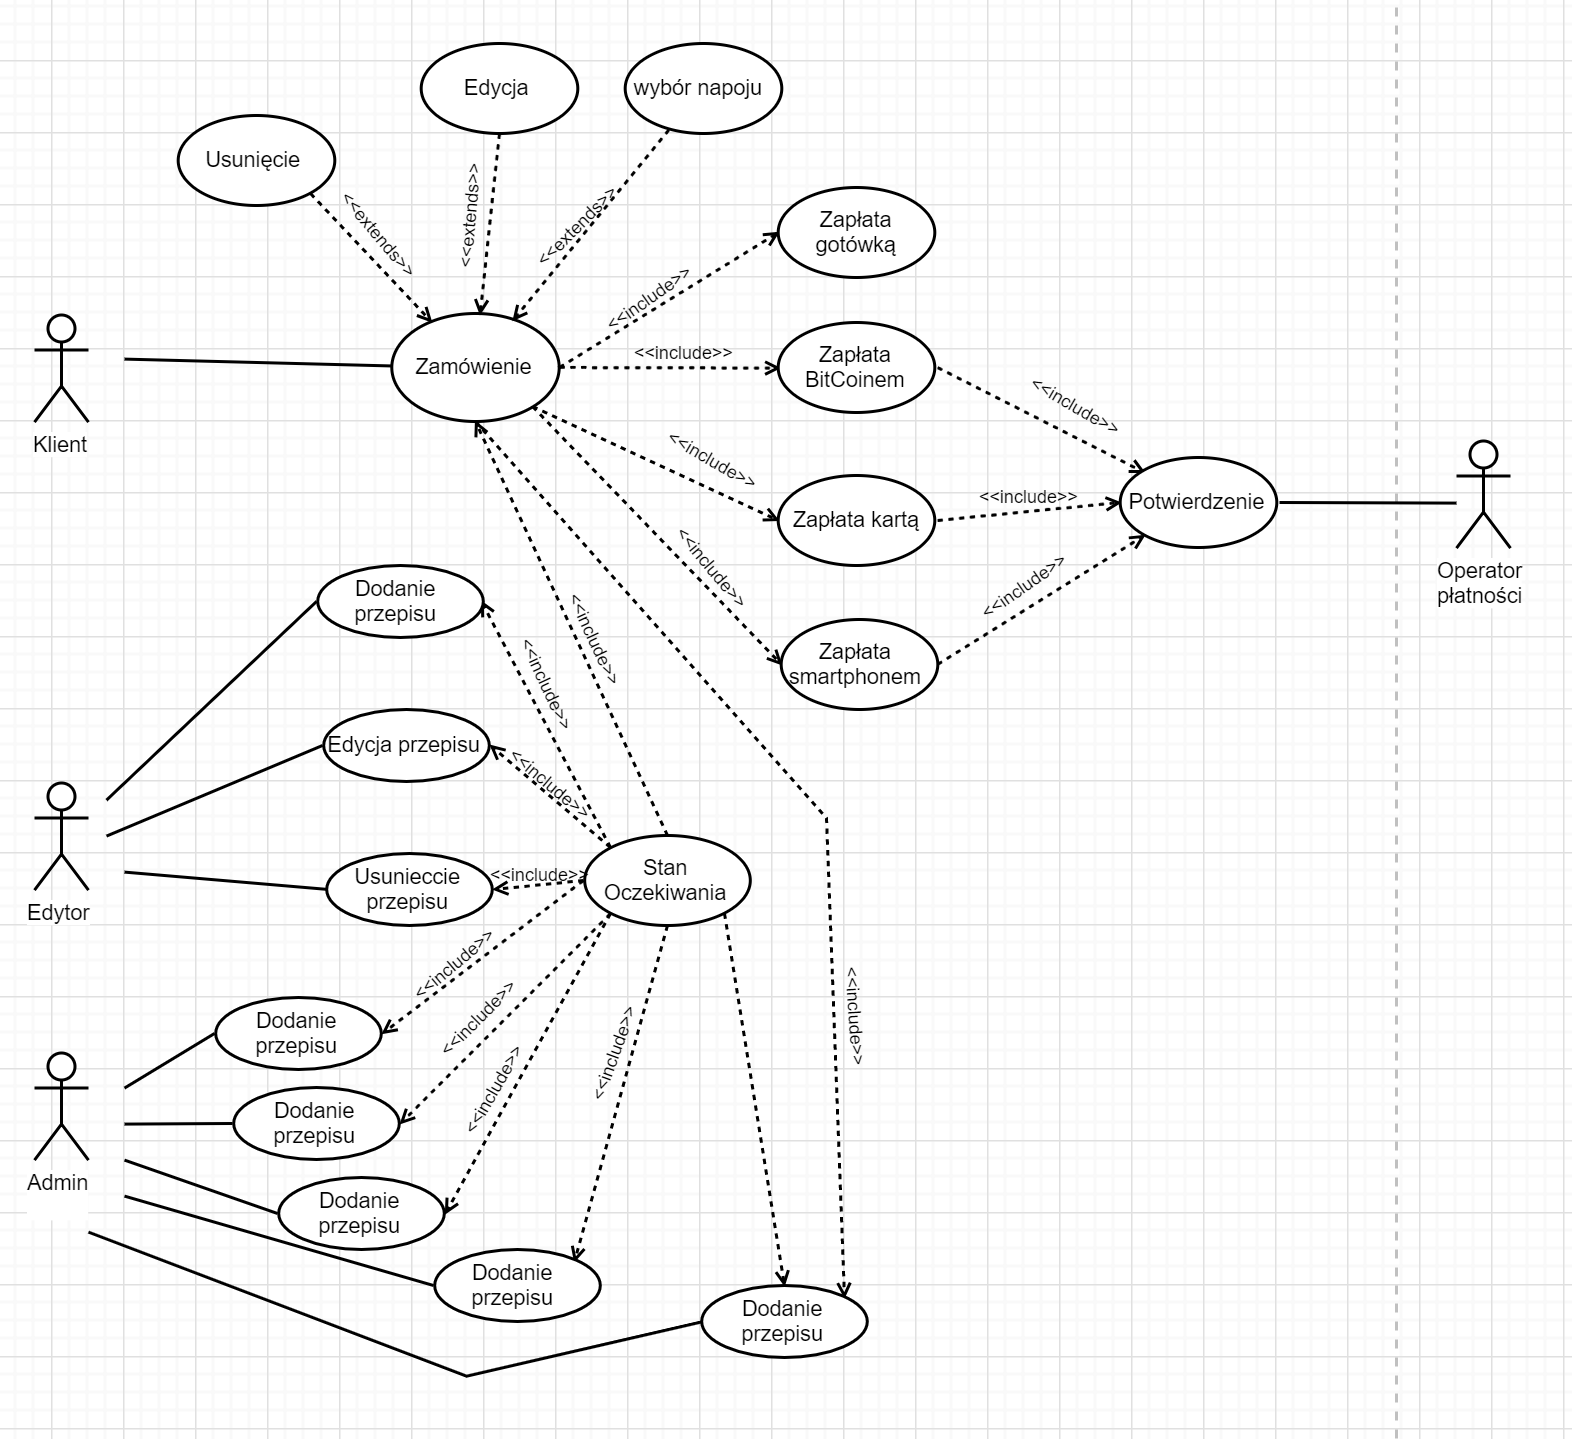 Edycja
wybór napoju
Usunięcie
<<extends>>
<<extends>>
<<extends>>
Zapłata
gotówką
<<include>>
Zamówienie
<<include>>
Zapłata
BitCoinem
Klient
<<include>>
<<include>>
Zapłata kartą
<<include>>
Potwierdzenie
<<include>>
<<include>>
Operator
płatności
Dodanie
przepisu
<<include>>
<<include>>
Zapłata
smartphonem
Edycja przepisu
<<include>>
Edytor
Usunieccie
przepisu
<<include>>
Stan
Oczekiwania
<<include>>
<<include>>
<<include>>
<<include>>
<<include>>
Dodanie
przepisu
Dodanie
przepisu
Admin
Dodanie
przepisu
Dodanie
przepisu
Dodanie
przepisu